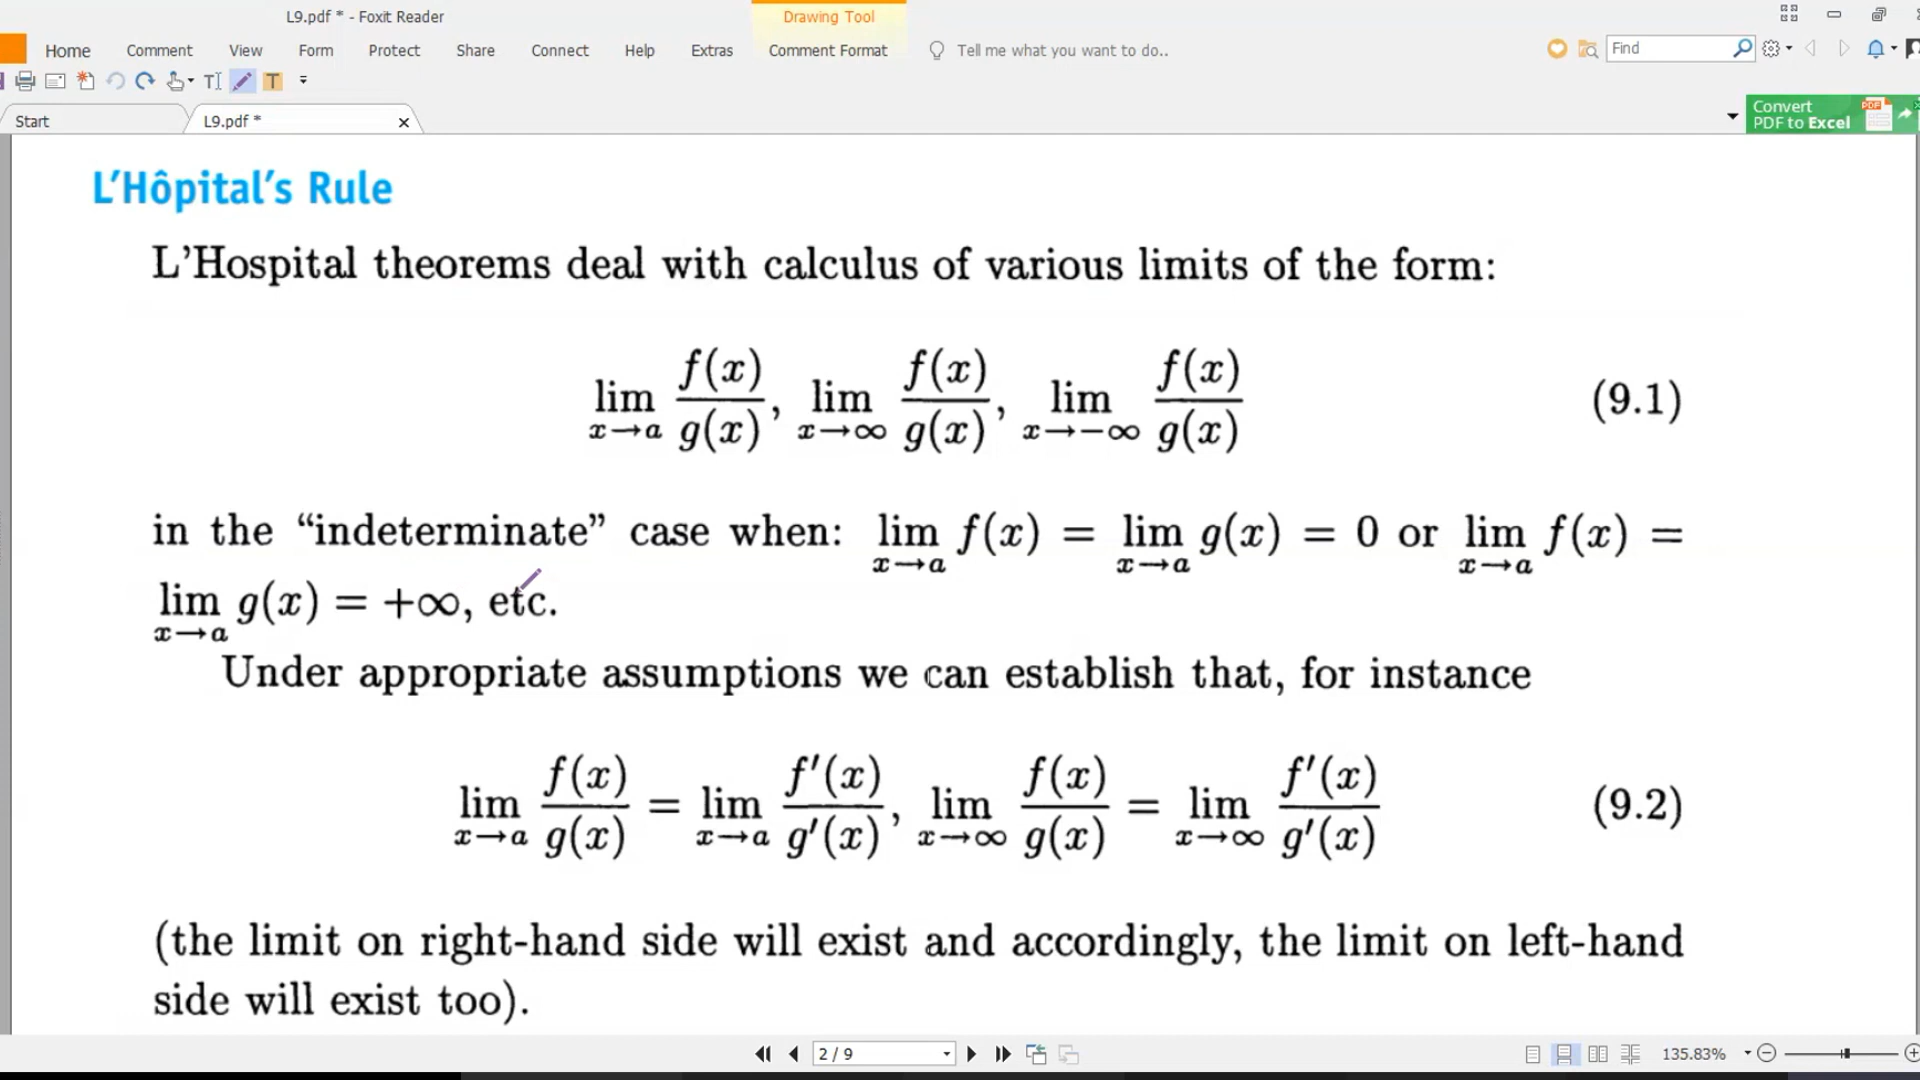 L9.pdf * - Foxit Reader
Drawing Tool
Home Comment View Form Protect Share Connect Help Extras Comment Format Tell me what you want to do.. Find
Start L9.pdf *
Convert
PDF to Excel
L'Hôpital's Rule
L'Hospital theorems deal with calculus of various limits of the form:
lim_{x→a} f(x)/g(x), lim_{x→∞} f(x)/g(x), lim_{x→−∞} f(x)/g(x) (9.1)
in the “indeterminate” case when: lim_{x→a} f(x) = lim_{x→a} g(x) = 0 or lim_{x→a} f(x) =
lim_{x→a} g(x) = +∞, etc.
Under appropriate assumptions we can establish that, for instance
lim_{x→a} f(x)/g(x) = lim_{x→a} f′(x)/g′(x), lim_{x→∞} f(x)/g(x) = lim_{x→∞} f′(x)/g′(x) (9.2)
(the limit on right-hand side will exist and accordingly, the limit on left-hand
side will exist too).
2 / 9 135.83%